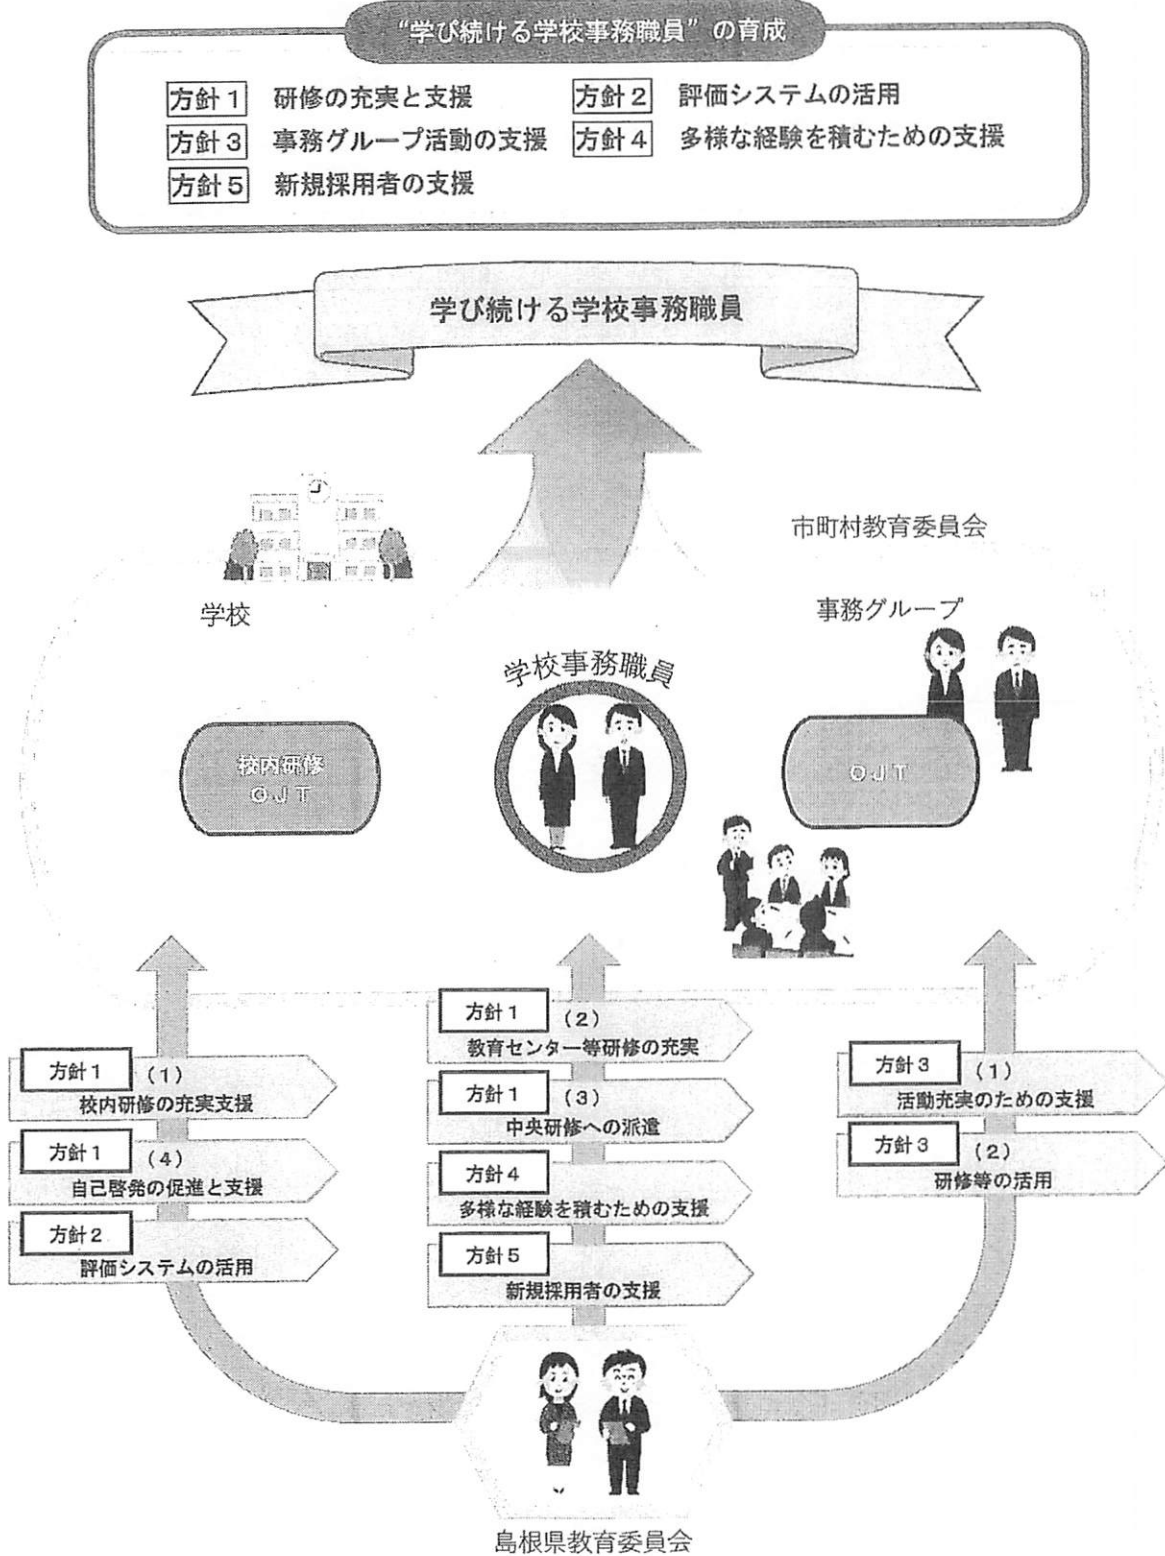 “学び続ける学校事務職員”の育成
方針1 研修の充実と支援 方針2 評価システムの活用
方針3 事務グループ活動の支援 方針4 多様な経験を積むための支援
方針5 新規採用者の支援
学び続ける学校事務職員
市町村教育委員会
学校
事務グループ
学校事務職員
校内研修
OJT
OJT
方針1 (1)
校内研修の充実支援
方針1 (4)
自己啓発の促進と支援
方針2
評価システムの活用
方針1 (2)
教育センター等研修の充実
方針1 (3)
中央研修への派遣
方針4
多様な経験を積むための支援
方針5
新規採用者の支援
方針3 (1)
活動充実のための支援
方針3 (2)
研修等の活用
島根県教育委員会